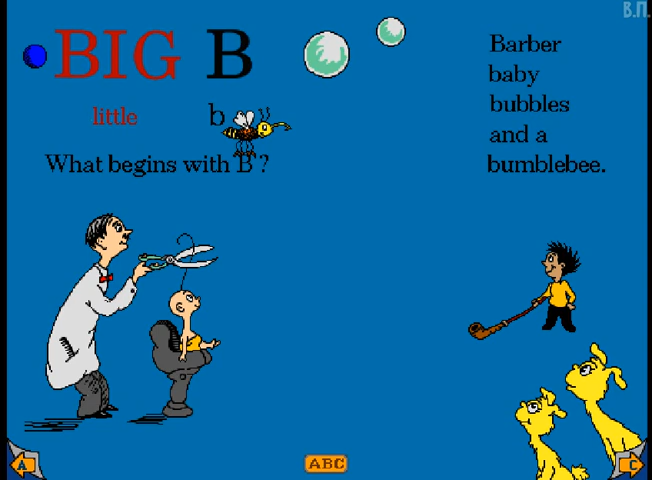 BIG B
little b
What begins with B ?
Barber
baby
bubbles
and a
bumblebee.
В.П.
A
ABC
C